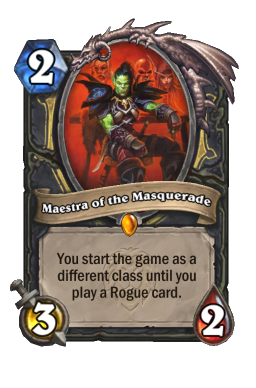 2
Maestra of the Masquerade
You start the game as a
different class until you
play a Rogue card.
3
2